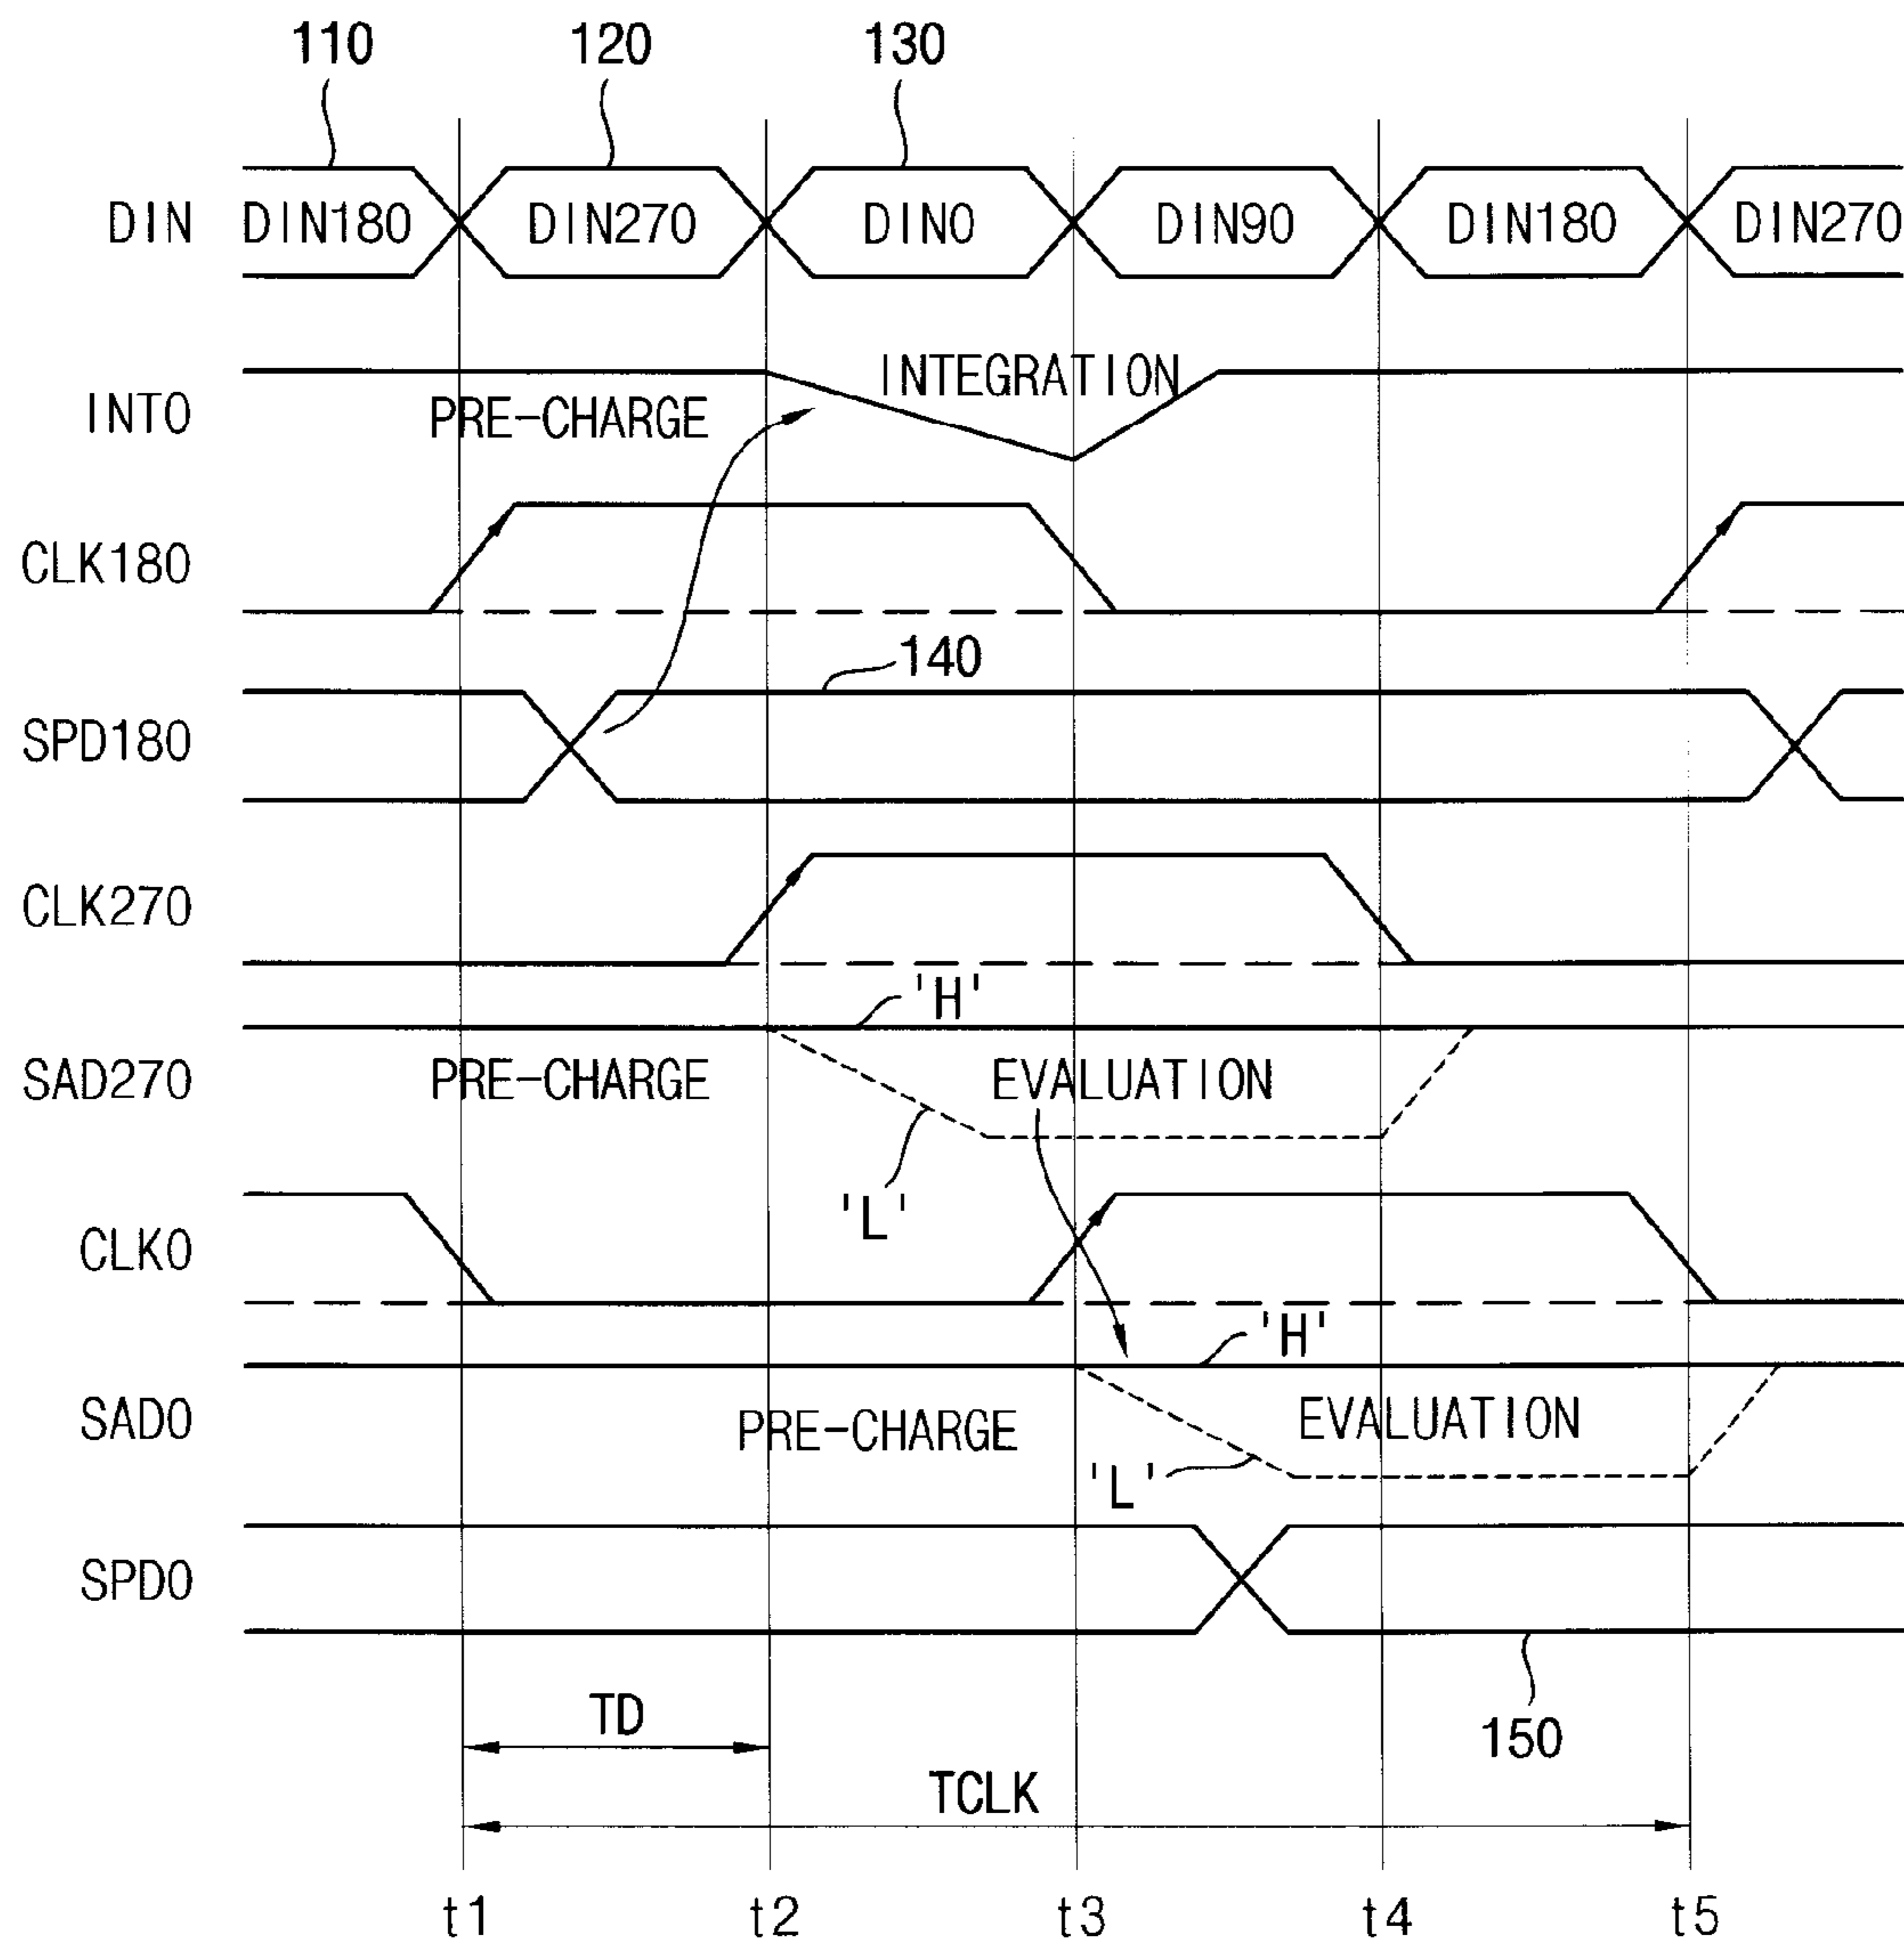 110 120 130
DIN DIN180 DIN270 DIN0 DIN90 DIN180 DIN270
INTEGRATION
INT0 PRE-CHARGE
CLK180
140
SPD180
CLK270
'H'
SAD270 PRE-CHARGE EVALUATION
'L'
CLK0
'H'
SAD0 PRE-CHARGE EVALUATION
'L'
SPD0
TD
150
TCLK
t1 t2 t3 t4 t5